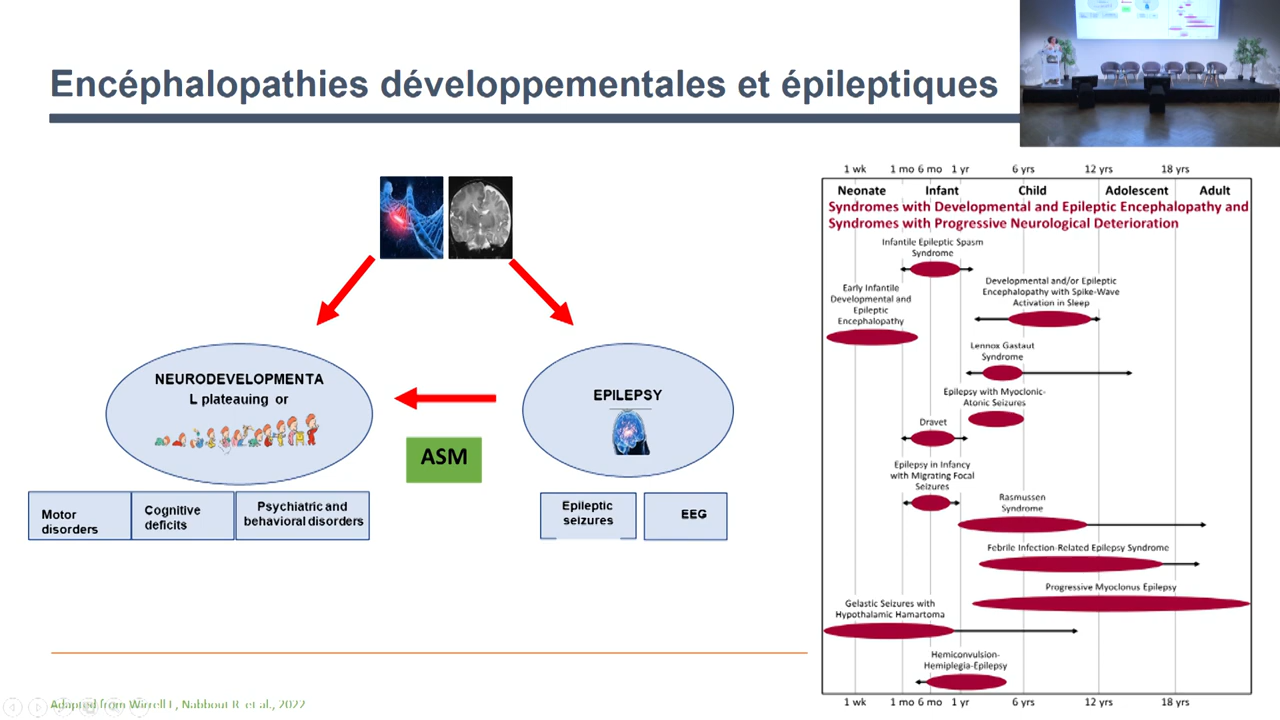 Encéphalopathies développementales et épileptiques
NEURODEVELOPMENTA
L plateauing or
EPILEPSY
ASM
Motor
disorders
Cognitive
deficits
Psychiatric and
behavioral disorders
Epileptic
seizures
EEG
Adapted from Wirrell E, Nabbout R et al., 2022
1 wk 1 mo 6 mo 1 yr 6 yrs 12 yrs 18 yrs
Neonate Infant Child Adolescent Adult
Syndromes with Developmental and Epileptic Encephalopathy and
Syndromes with Progressive Neurological Deterioration
Infantile Epileptic Spasm
Syndrome
Developmental and/or Epileptic
Encephalopathy with Spike-Wave
Activation in Sleep
Early Infantile
Developmental and
Epileptic
Encephalopathy
Lennox Gastaut
Syndrome
Epilepsy with Myoclonic-
Atonic Seizures
Dravet
Epilepsy in Infancy
with Migrating Focal
Seizures
Rasmussen
Syndrome
Febrile Infection-Related Epilepsy Syndrome
Progressive Myoclonus Epilepsy
Gelastic Seizures with
Hypothalamic Hamartoma
Hemiconvulsion-
Hemiplegia-Epilepsy
1 wk 1 mo 6 mo 1 yr 6 yrs 12 yrs 18 yrs